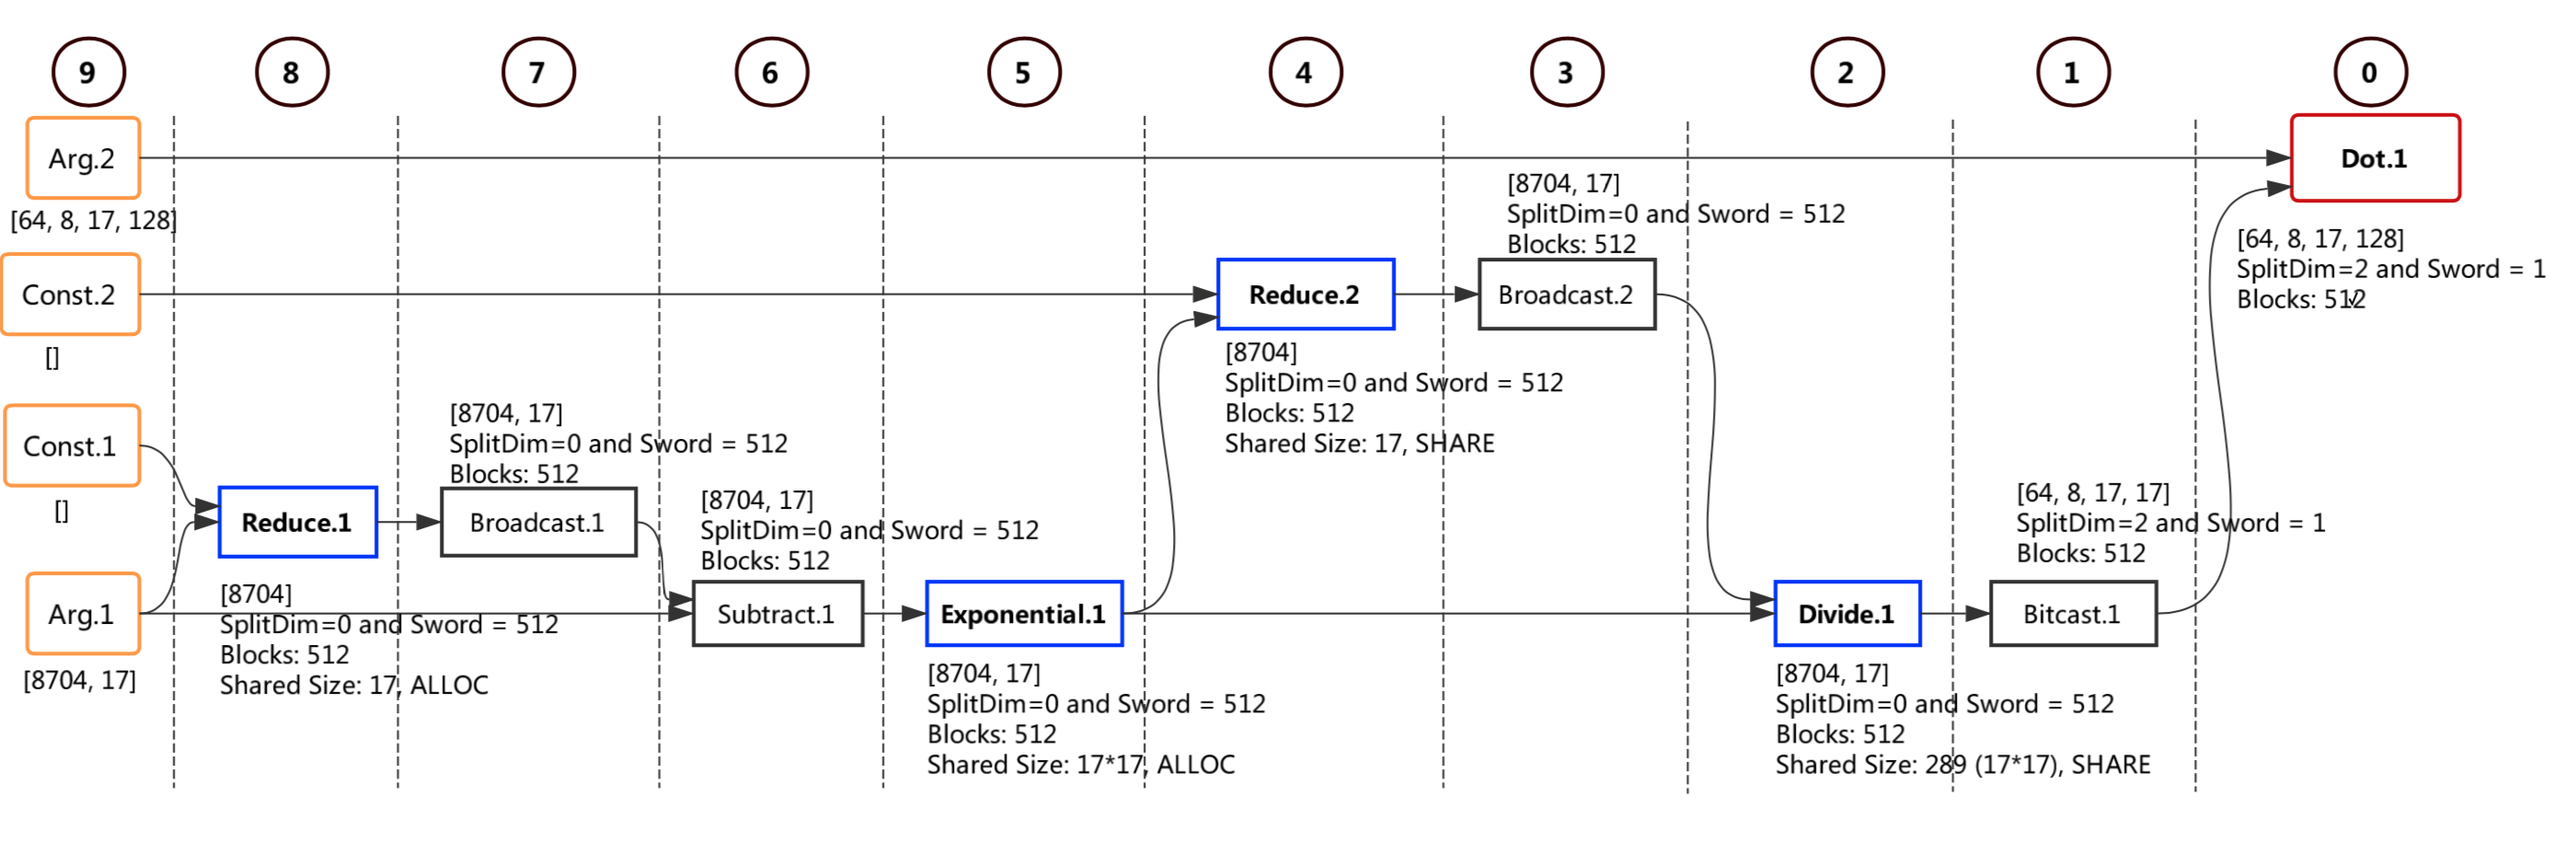 9
8
7
6
5
4
3
2
1
0
Arg.2
[64, 8, 17, 128]
Const.2
[]
Const.1
[]
Arg.1
[8704, 17]
Reduce.1
[8704]
SplitDim=0 and Sword = 512
Blocks: 512
Shared Size: 17, ALLOC
[8704, 17]
SplitDim=0 and Sword = 512
Blocks: 512
Broadcast.1
[8704, 17]
SplitDim=0 and Sword = 512
Blocks: 512
Subtract.1
Exponential.1
[8704, 17]
SplitDim=0 and Sword = 512
Blocks: 512
Shared Size: 17*17, ALLOC
Reduce.2
[8704]
SplitDim=0 and Sword = 512
Blocks: 512
Shared Size: 17, SHARE
[8704, 17]
SplitDim=0 and Sword = 512
Blocks: 512
Broadcast.2
Divide.1
[8704, 17]
SplitDim=0 and Sword = 512
Blocks: 512
Shared Size: 289 (17*17), SHARE
[64, 8, 17, 17]
SplitDim=2 and Sword = 1
Blocks: 512
Bitcast.1
Dot.1
[64, 8, 17, 128]
SplitDim=2 and Sword = 1
Blocks: 512